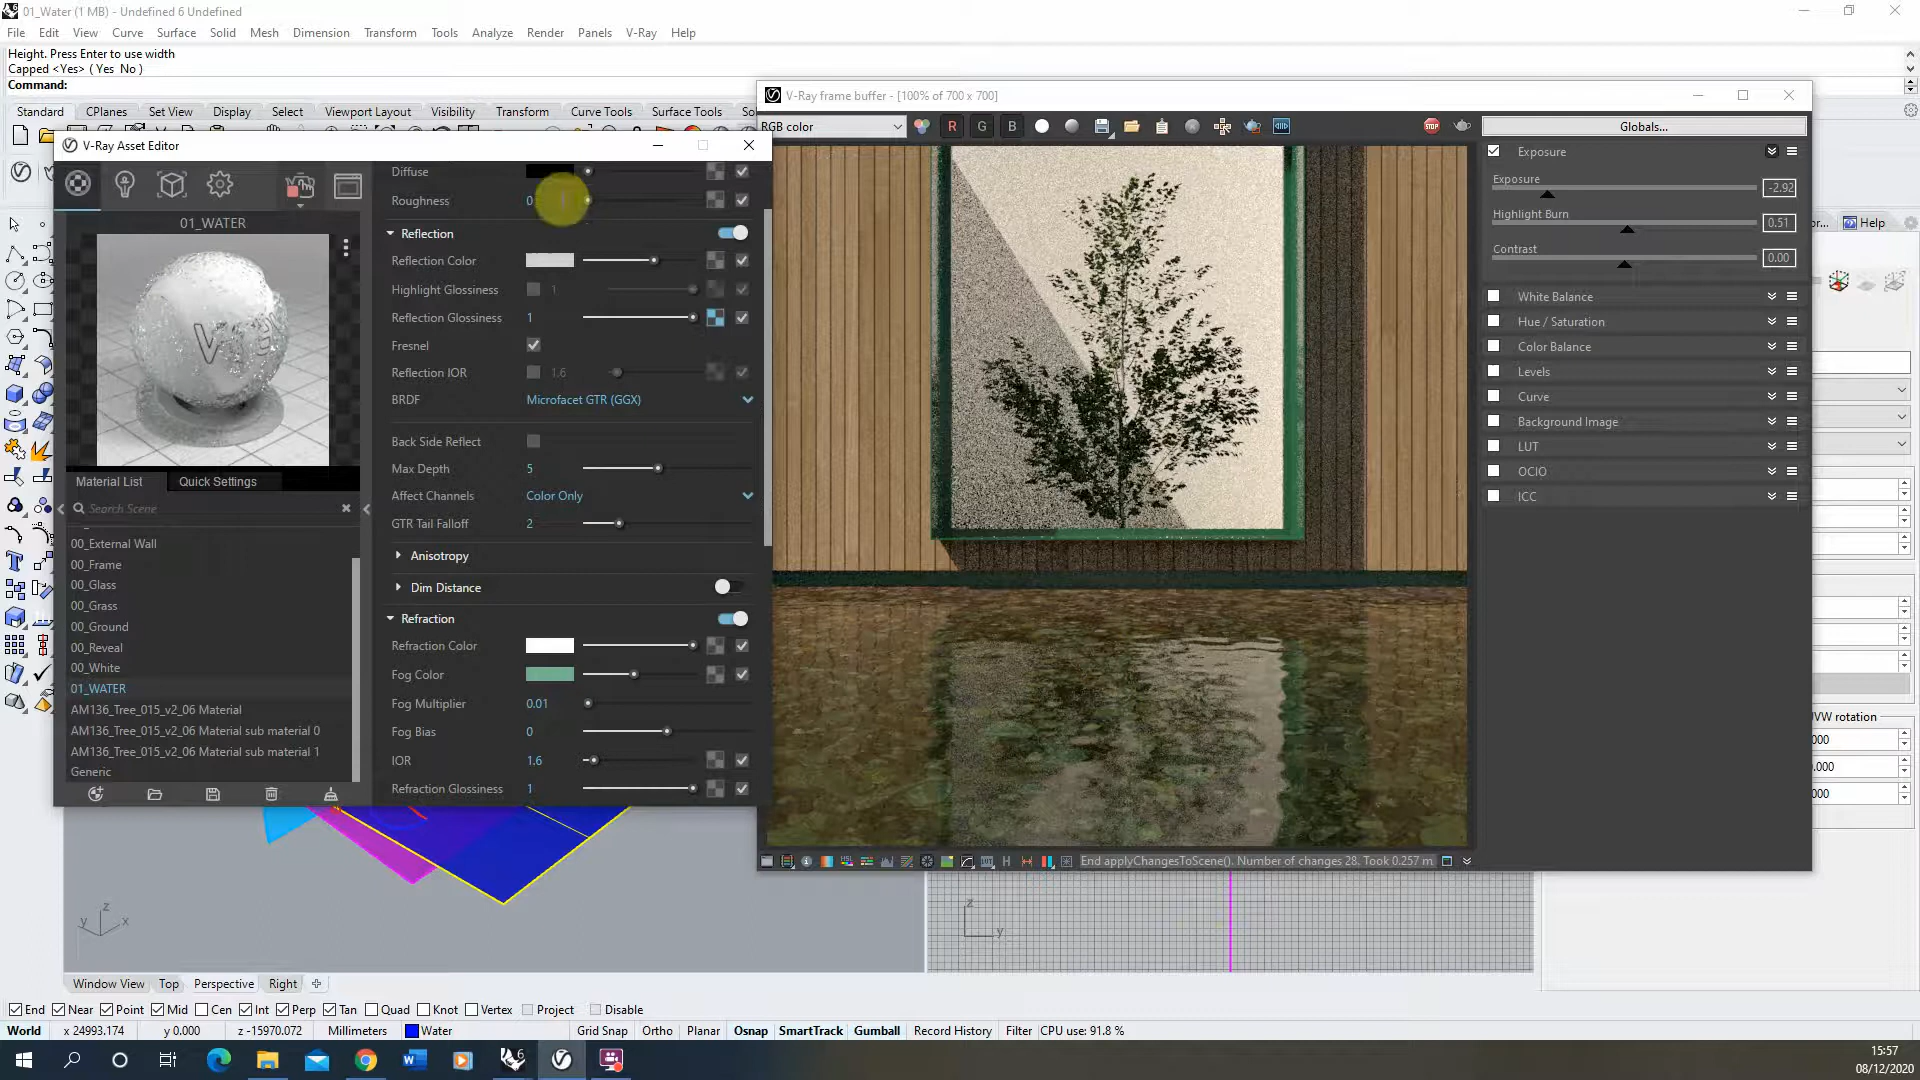 01_Water (1 MB) - Undefined 6 Undefined
File Edit View Curve Surface Solid Mesh Dimension Transform Tools Analyze Render Panels V-Ray Help
Height. Press Enter to use width
Capped <Yes> ( Yes No )
Command:
Standard CPlanes Set View Display Select Viewport Layout Visibility Transform Curve Tools Surface Tools So
V-Ray frame buffer - [100% of 700 x 700]
RGB color
R G B
Globals...
V-Ray Asset Editor
01_WATER
Material List Quick Settings
Search Scene
00_External Wall
00_Frame
00_Glass
00_Grass
00_Ground
00_Reveal
00_White
01_WATER
AM136_Tree_015_v2_06 Material
AM136_Tree_015_v2_06 Material sub material 0
AM136_Tree_015_v2_06 Material sub material 1
Generic
Diffuse
Roughness 0
Reflection
Reflection Color
Highlight Glossiness 1
Reflection Glossiness 1
Fresnel
Reflection IOR 1.6
BRDF Microfacet GTR (GGX)
Back Side Reflect
Max Depth 5
Affect Channels Color Only
GTR Tail Falloff 2
Anisotropy
Dim Distance
Refraction
Refraction Color
Fog Color
Fog Multiplier 0.01
Fog Bias 0
IOR 1.6
Refraction Glossiness 1
Exposure
Exposure -2.92
Highlight Burn 0.51
Contrast 0.00
White Balance
Hue / Saturation
Color Balance
Levels
Curve
Background Image
LUT
OCIO
ICC
End applyChangesToScene(). Number of changes 28. Took 0.257 m
or... Help
IVW rotation
000
0.000
000
z y x
z y
Window View Top Perspective Right
End Near Point Mid Cen Int Perp Tan Quad Knot Vertex Project Disable
World x 24993.174 y 0.000 z -15970.072 Millimeters Water Grid Snap Ortho Planar Osnap SmartTrack Gumball Record History Filter CPU use: 91.8 %
15:57
08/12/2020